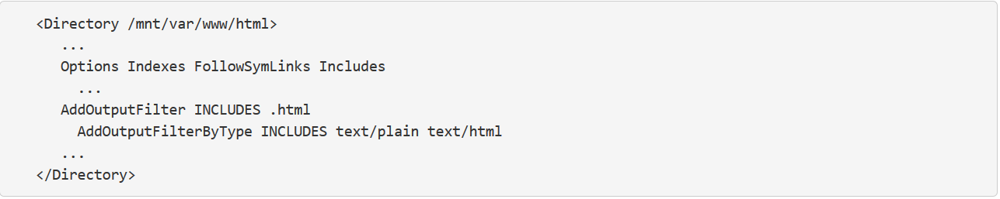 <Directory /mnt/var/www/html>
...
Options Indexes FollowSymLinks Includes
...
AddOutputFilter INCLUDES .html
AddOutputFilterByType INCLUDES text/plain text/html
...
</Directory>